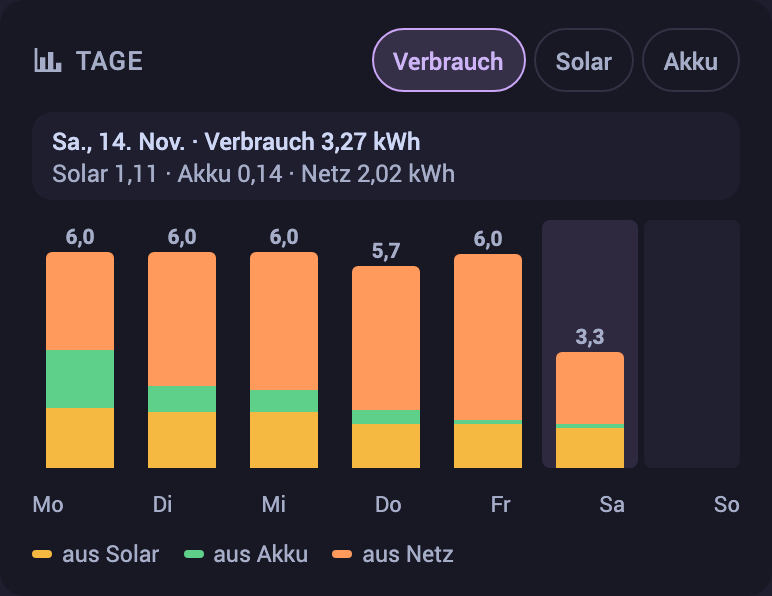 TAGE Verbrauch Solar Akku
Sa., 14. Nov. · Verbrauch 3,27 kWh
Solar 1,11 · Akku 0,14 · Netz 2,02 kWh
6,0 6,0 6,0 5,7 6,0 3,3
Mo Di Mi Do Fr Sa So
aus Solar aus Akku aus Netz